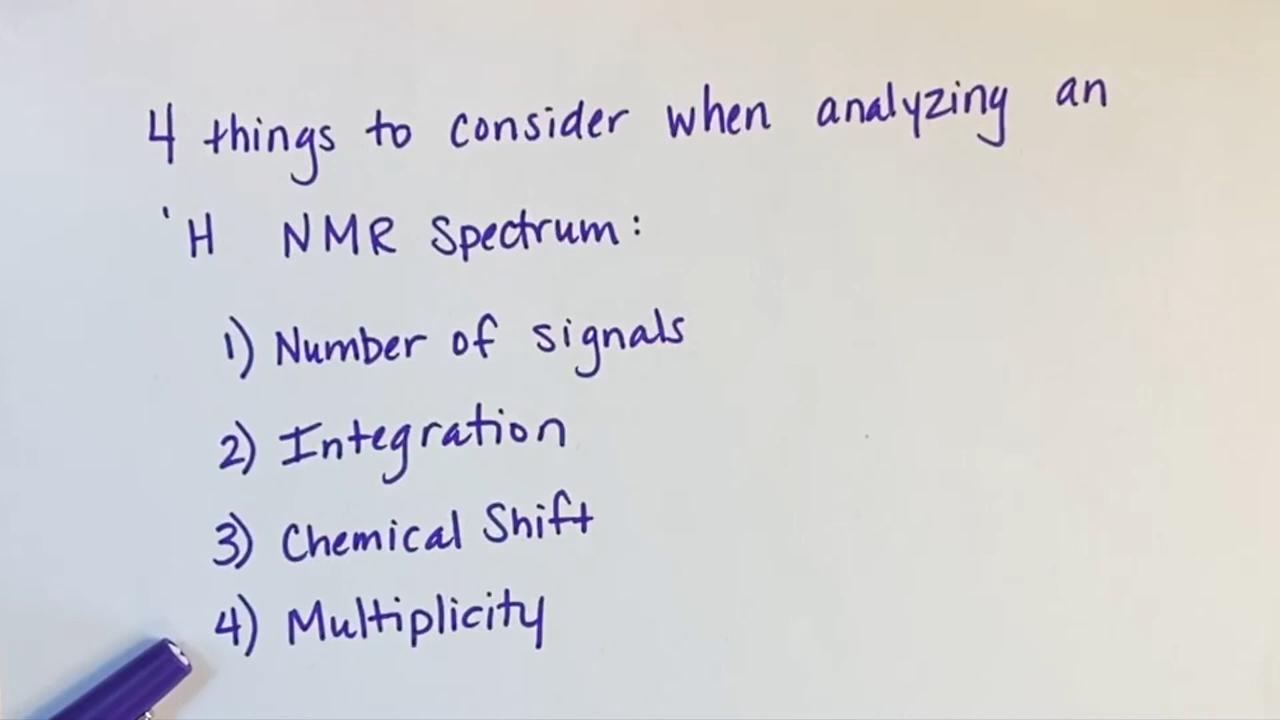 4 things to consider when analyzing an
¹H NMR Spectrum:
1) Number of signals
2) Integration
3) Chemical Shift
4) Multiplicity